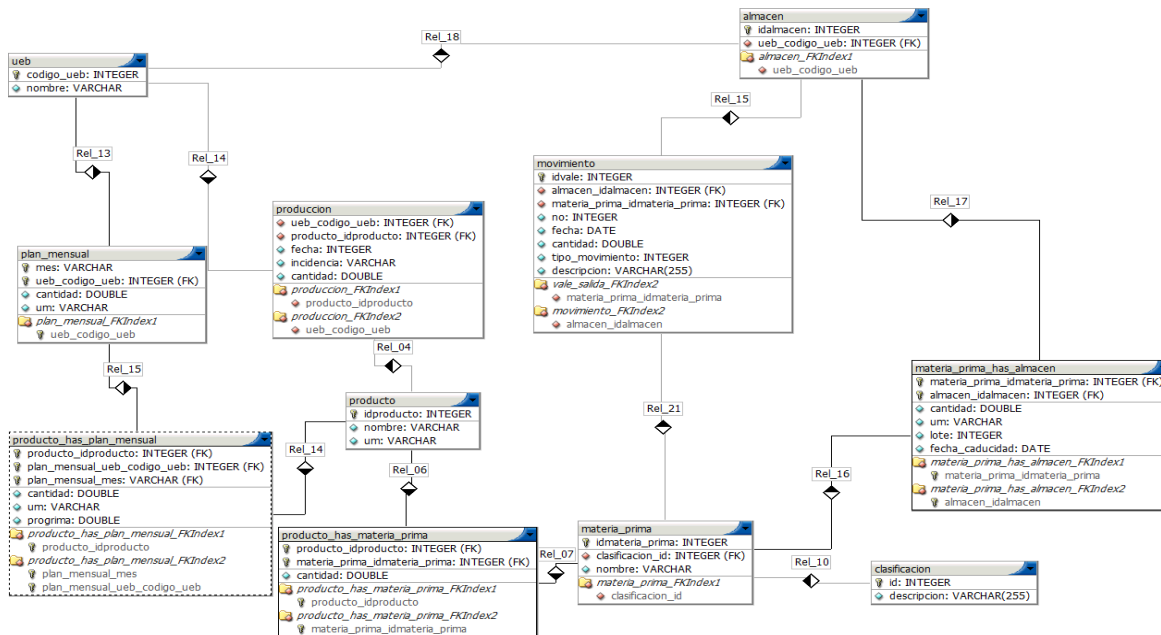 almacen
idalmacen: INTEGER
ueb_codigo_ueb: INTEGER (FK)
almacen_FKIndex1
ueb_codigo_ueb
Rel_18
ueb
codigo_ueb: INTEGER
nombre: VARCHAR
Rel_15
Rel_13
Rel_14
movimiento
idvale: INTEGER
almacen_idalmacen: INTEGER (FK)
materia_prima_idmateria_prima: INTEGER (FK)
no: INTEGER
fecha: DATE
cantidad: DOUBLE
tipo_movimiento: INTEGER
descripcion: VARCHAR(255)
vale_salida_FKIndex2
materia_prima_idmateria_prima
movimiento_FKIndex2
almacen_idalmacen
Rel_17
produccion
ueb_codigo_ueb: INTEGER (FK)
producto_idproducto: INTEGER (FK)
fecha: INTEGER
incidencia: VARCHAR
cantidad: DOUBLE
produccion_FKIndex1
producto_idproducto
produccion_FKIndex2
ueb_codigo_ueb
plan_mensual
mes: VARCHAR
ueb_codigo_ueb: INTEGER (FK)
cantidad: DOUBLE
um: VARCHAR
plan_mensual_FKIndex1
ueb_codigo_ueb
Rel_04
Rel_15
materia_prima_has_almacen
materia_prima_idmateria_prima: INTEGER (FK)
almacen_idalmacen: INTEGER (FK)
cantidad: DOUBLE
um: VARCHAR
lote: INTEGER
fecha_caducidad: DATE
materia_prima_has_almacen_FKIndex1
materia_prima_idmateria_prima
materia_prima_has_almacen_FKIndex2
almacen_idalmacen
producto
idproducto: INTEGER
nombre: VARCHAR
um: VARCHAR
Rel_21
producto_has_plan_mensual
producto_idproducto: INTEGER (FK)
plan_mensual_ueb_codigo_ueb: INTEGER (FK)
plan_mensual_mes: VARCHAR (FK)
cantidad: DOUBLE
um: VARCHAR
progrima: DOUBLE
producto_has_plan_mensual_FKIndex1
producto_idproducto
producto_has_plan_mensual_FKIndex2
plan_mensual_mes
plan_mensual_ueb_codigo_ueb
Rel_14
Rel_06
Rel_16
producto_has_materia_prima
producto_idproducto: INTEGER (FK)
materia_prima_idmateria_prima: INTEGER (FK)
cantidad: DOUBLE
producto_has_materia_prima_FKIndex1
producto_idproducto
producto_has_materia_prima_FKIndex2
materia_prima_idmateria_prima
Rel_07
materia_prima
idmateria_prima: INTEGER
clasificacion_id: INTEGER (FK)
nombre: VARCHAR
materia_prima_FKIndex1
clasificacion_id
Rel_10
clasificacion
id: INTEGER
descripcion: VARCHAR(255)